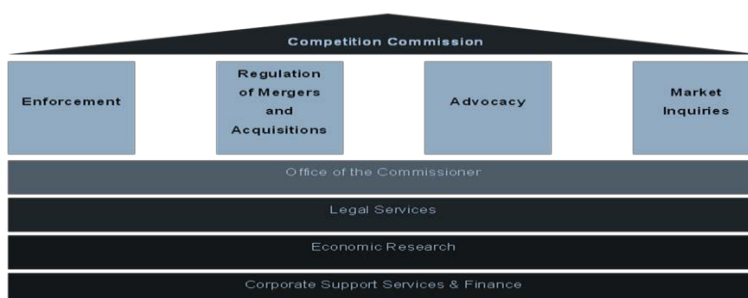 Competition Commission
Enforcement
Regulation
of Mergers
and
Acquisitions
Advocacy
Market
Inquiries
Office of the Commissioner
Legal Services
Economic Research
Corporate Support Services & Finance